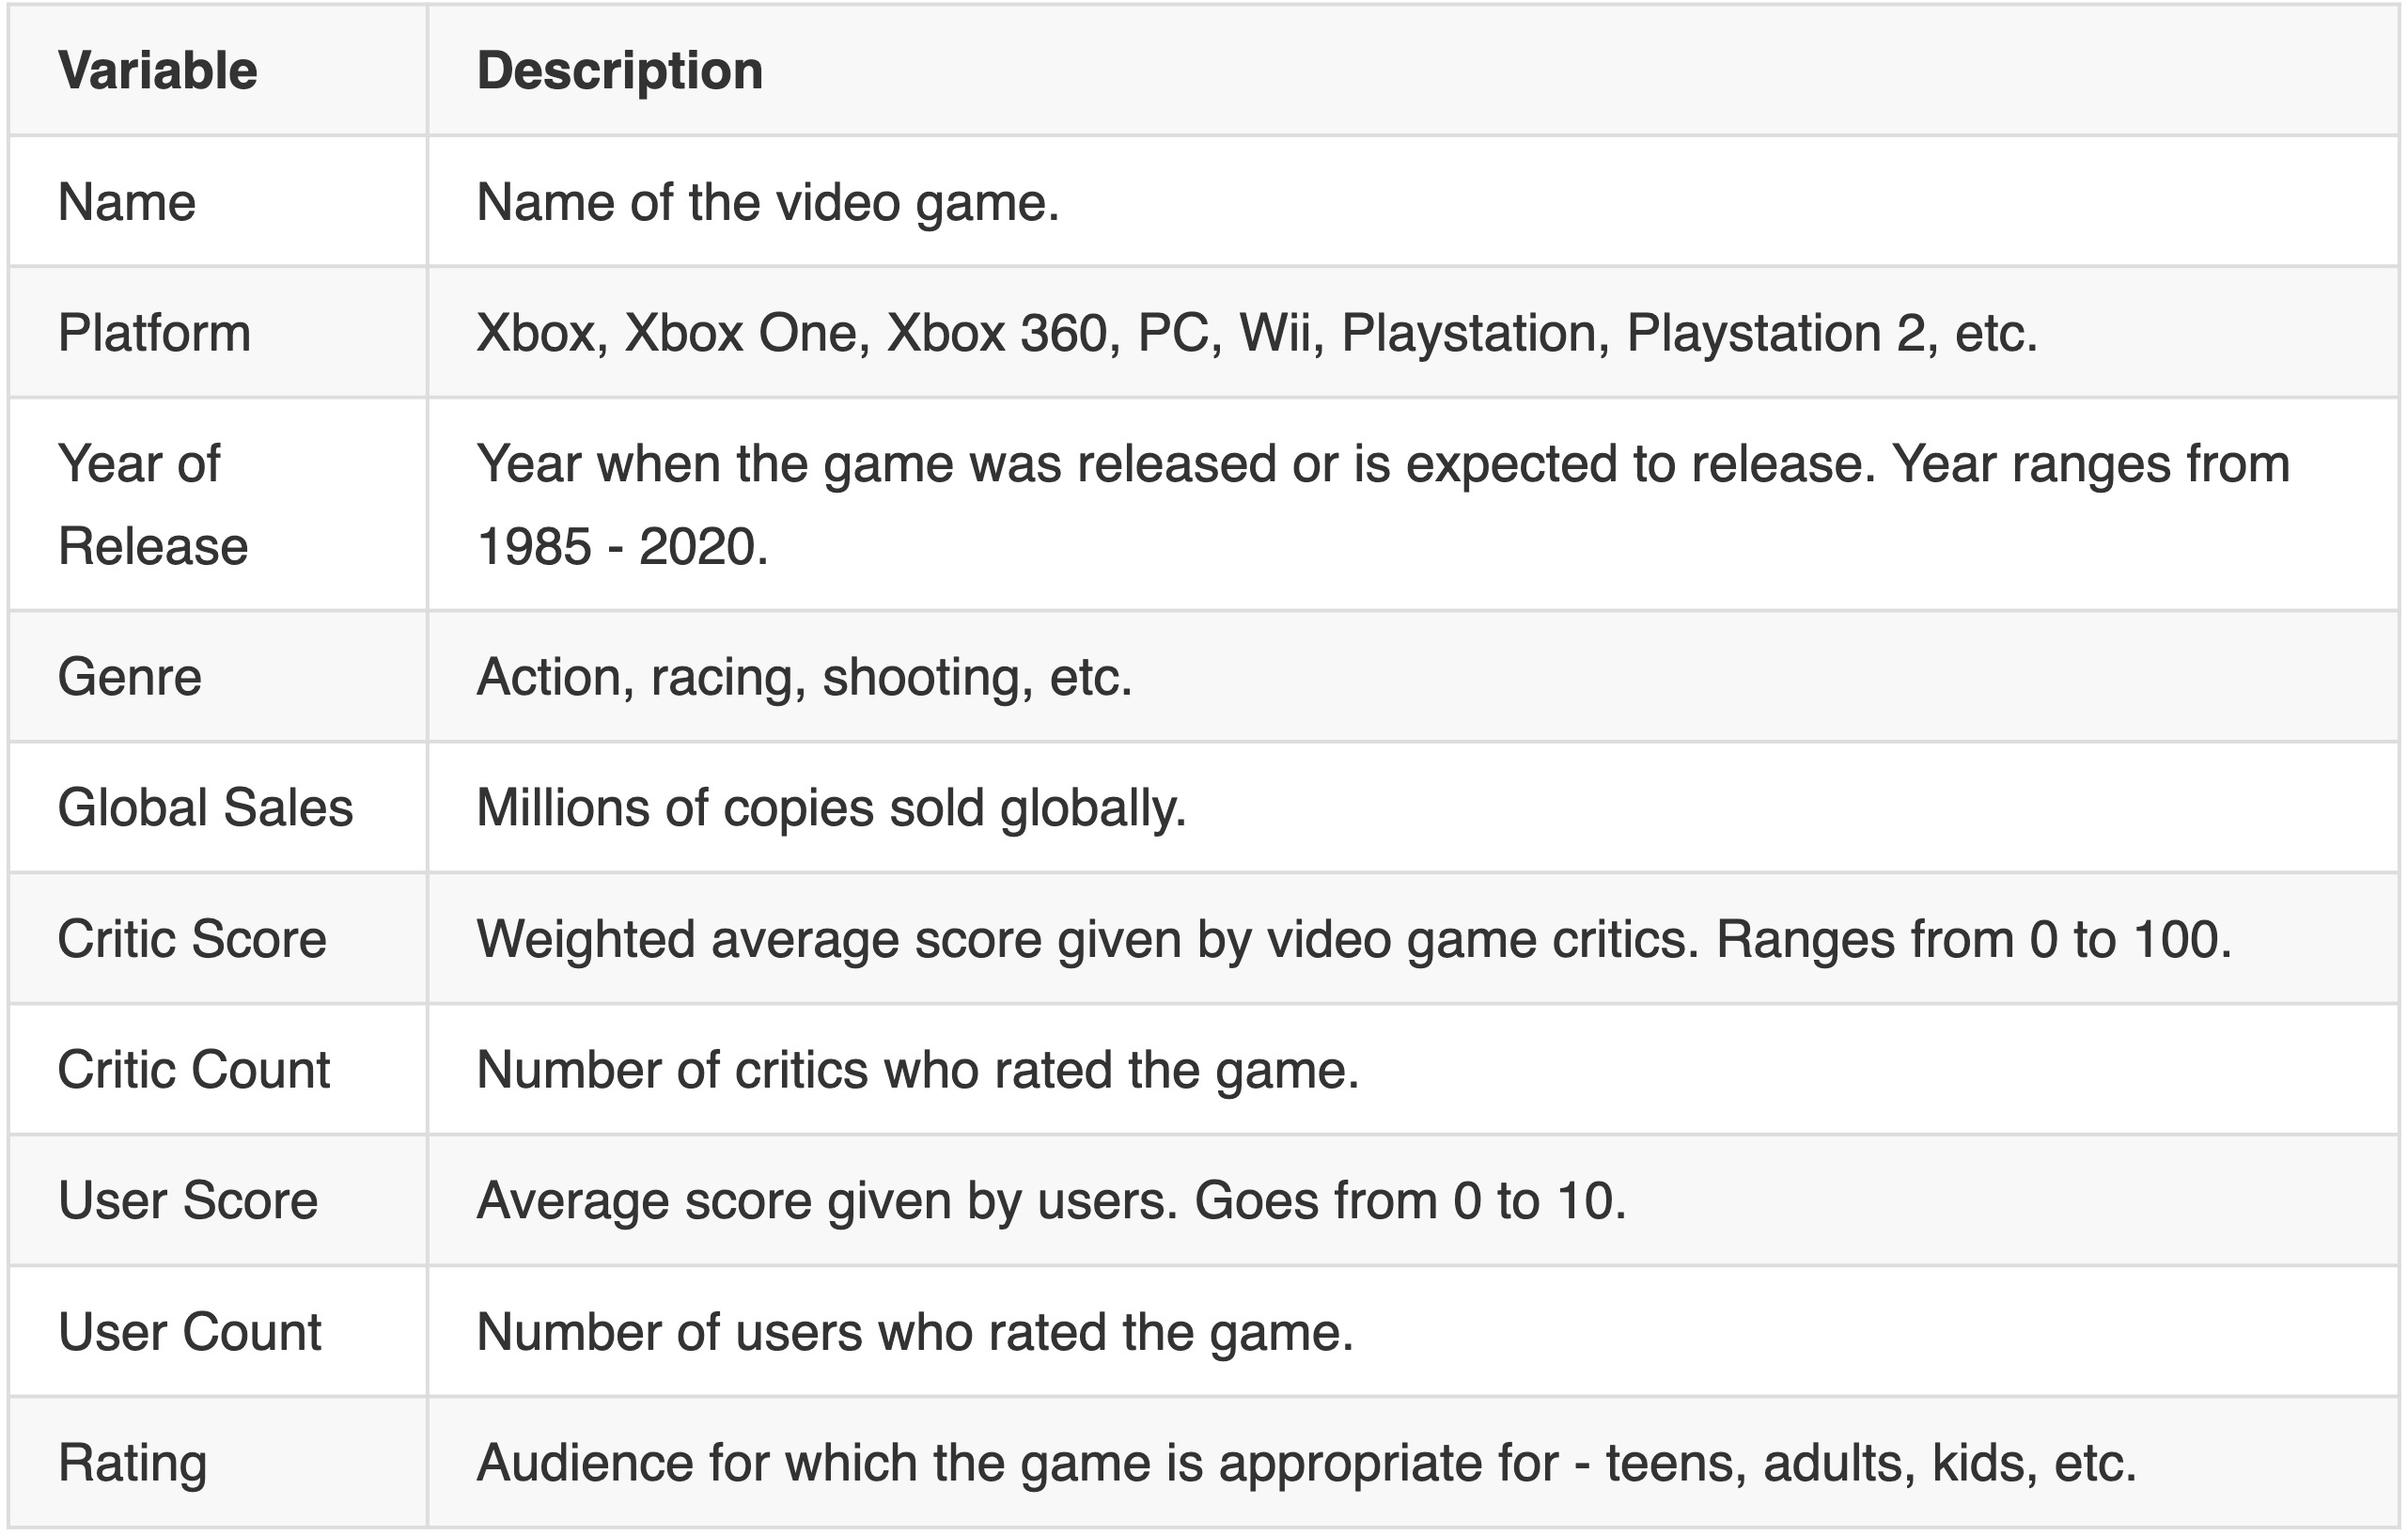 Variable Description
Name Name of the video game.
Platform Xbox, Xbox One, Xbox 360, PC, Wii, Playstation, Playstation 2, etc.
Year of Release Year when the game was released or is expected to release. Year ranges from
1985 - 2020.
Genre Action, racing, shooting, etc.
Global Sales Millions of copies sold globally.
Critic Score Weighted average score given by video game critics. Ranges from 0 to 100.
Critic Count Number of critics who rated the game.
User Score Average score given by users. Goes from 0 to 10.
User Count Number of users who rated the game.
Rating Audience for which the game is appropriate for - teens, adults, kids, etc.